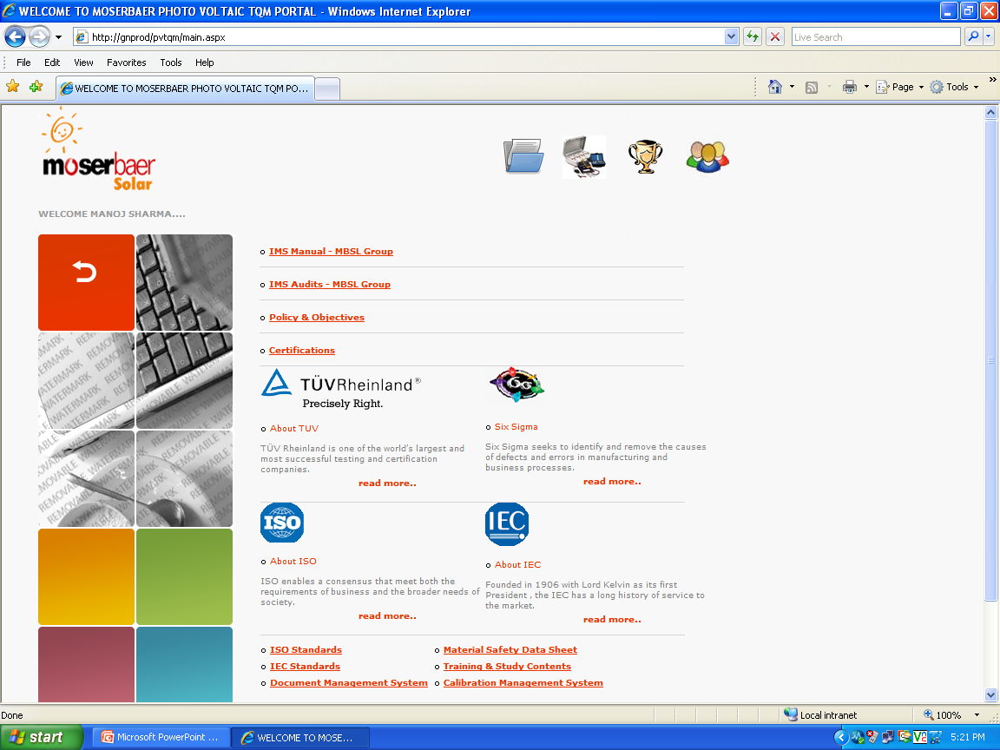 WELCOME TO MOSERBAER PHOTO VOLTAIC TQM PORTAL - Windows Internet Explorer
http://gnprod/pvtqm/main.aspx
Live Search
File Edit View Favorites Tools Help
WELCOME TO MOSERBAER PHOTO VOLTAIC TQM PO...
Page Tools
moserbaer
Solar
WELCOME MANOJ SHARMA....
IMS Manual - MBSL Group
IMS Audits - MBSL Group
Policy & Objectives
Certifications
TÜVRheinland®
Precisely Right.
About TUV
TÜV Rheinland is one of the world's largest and
most successful testing and certification
companies.
read more..
6σ
Six Sigma
Six Sigma seeks to identify and remove the causes
of defects and errors in manufacturing and
business processes.
read more..
ISO
About ISO
ISO enables a consensus that meet both the
requirements of business and the broader needs of
society.
read more..
IEC
About IEC
Founded in 1906 with Lord Kelvin as its first
President , the IEC has a long history of service to
the market.
read more..
ISO Standards
IEC Standards
Document Management System
Material Safety Data Sheet
Training & Study Contents
Calibration Management System
REMOVABLE WATERMARK
Done
Local intranet
100%
start
Microsoft PowerPoint ...
WELCOME TO MOSE...
5:21 PM